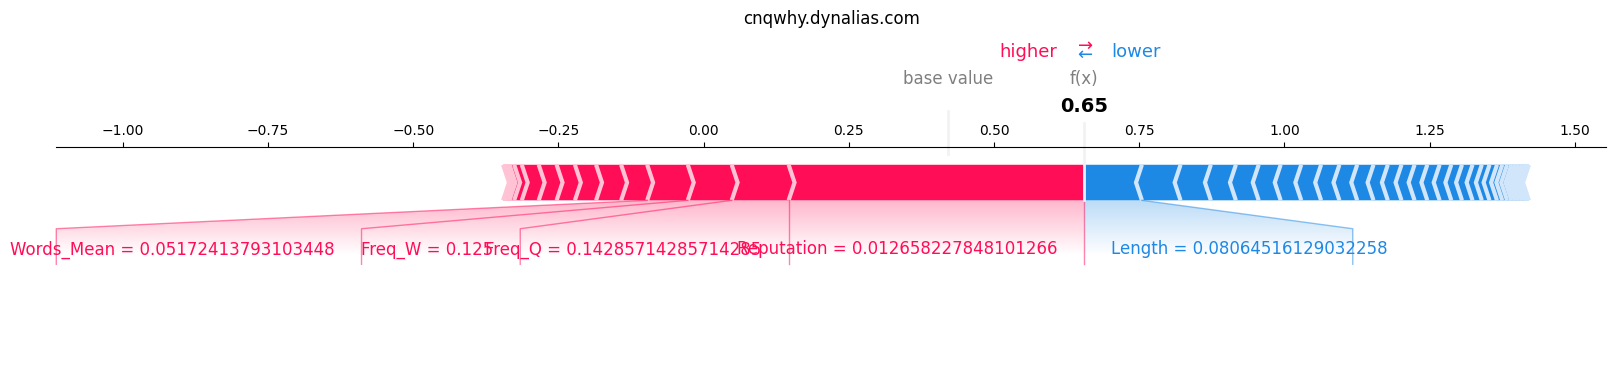 cnqwhy.dynalias.com
higher ⇄ lower
base value f(x)
0.65
−1.00 −0.75 −0.50 −0.25 0.00 0.25 0.50 0.75 1.00 1.25 1.50
Words_Mean = 0.05172413793103448 Freq_W = 0.125 Freq_Q = 0.14285714285714285 Reputation = 0.012658227848101266 Length = 0.08064516129032258